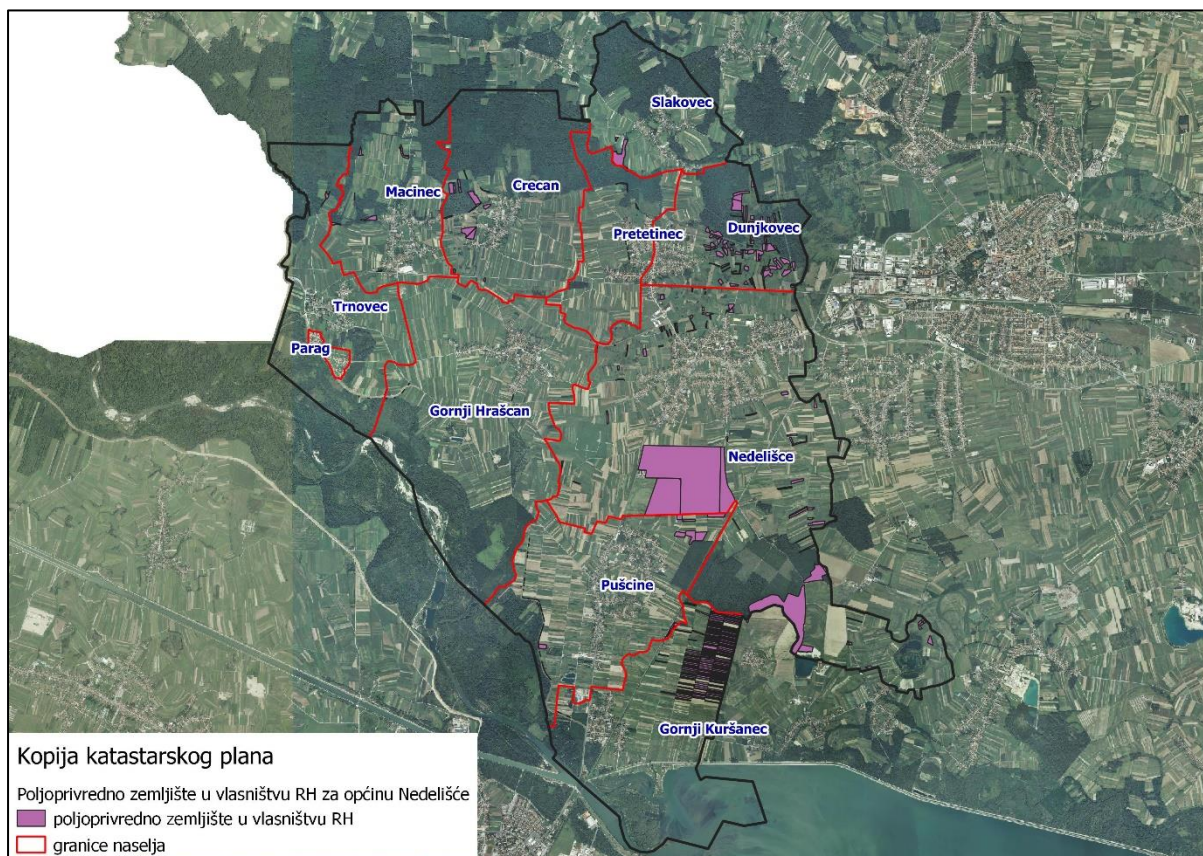 Slakovec
Macinec
Crecan
Pretetinec
Dunjkovec
Trnovec
Parag
Gornji Hrašcan
Nedelišce
Pušcine
Gornji Kuršanec
Kopija katastarskog plana
Poljoprivredno zemljište u vlasništvu RH za općinu Nedelišće
poljoprivredno zemljište u vlasništvu RH
granice naselja